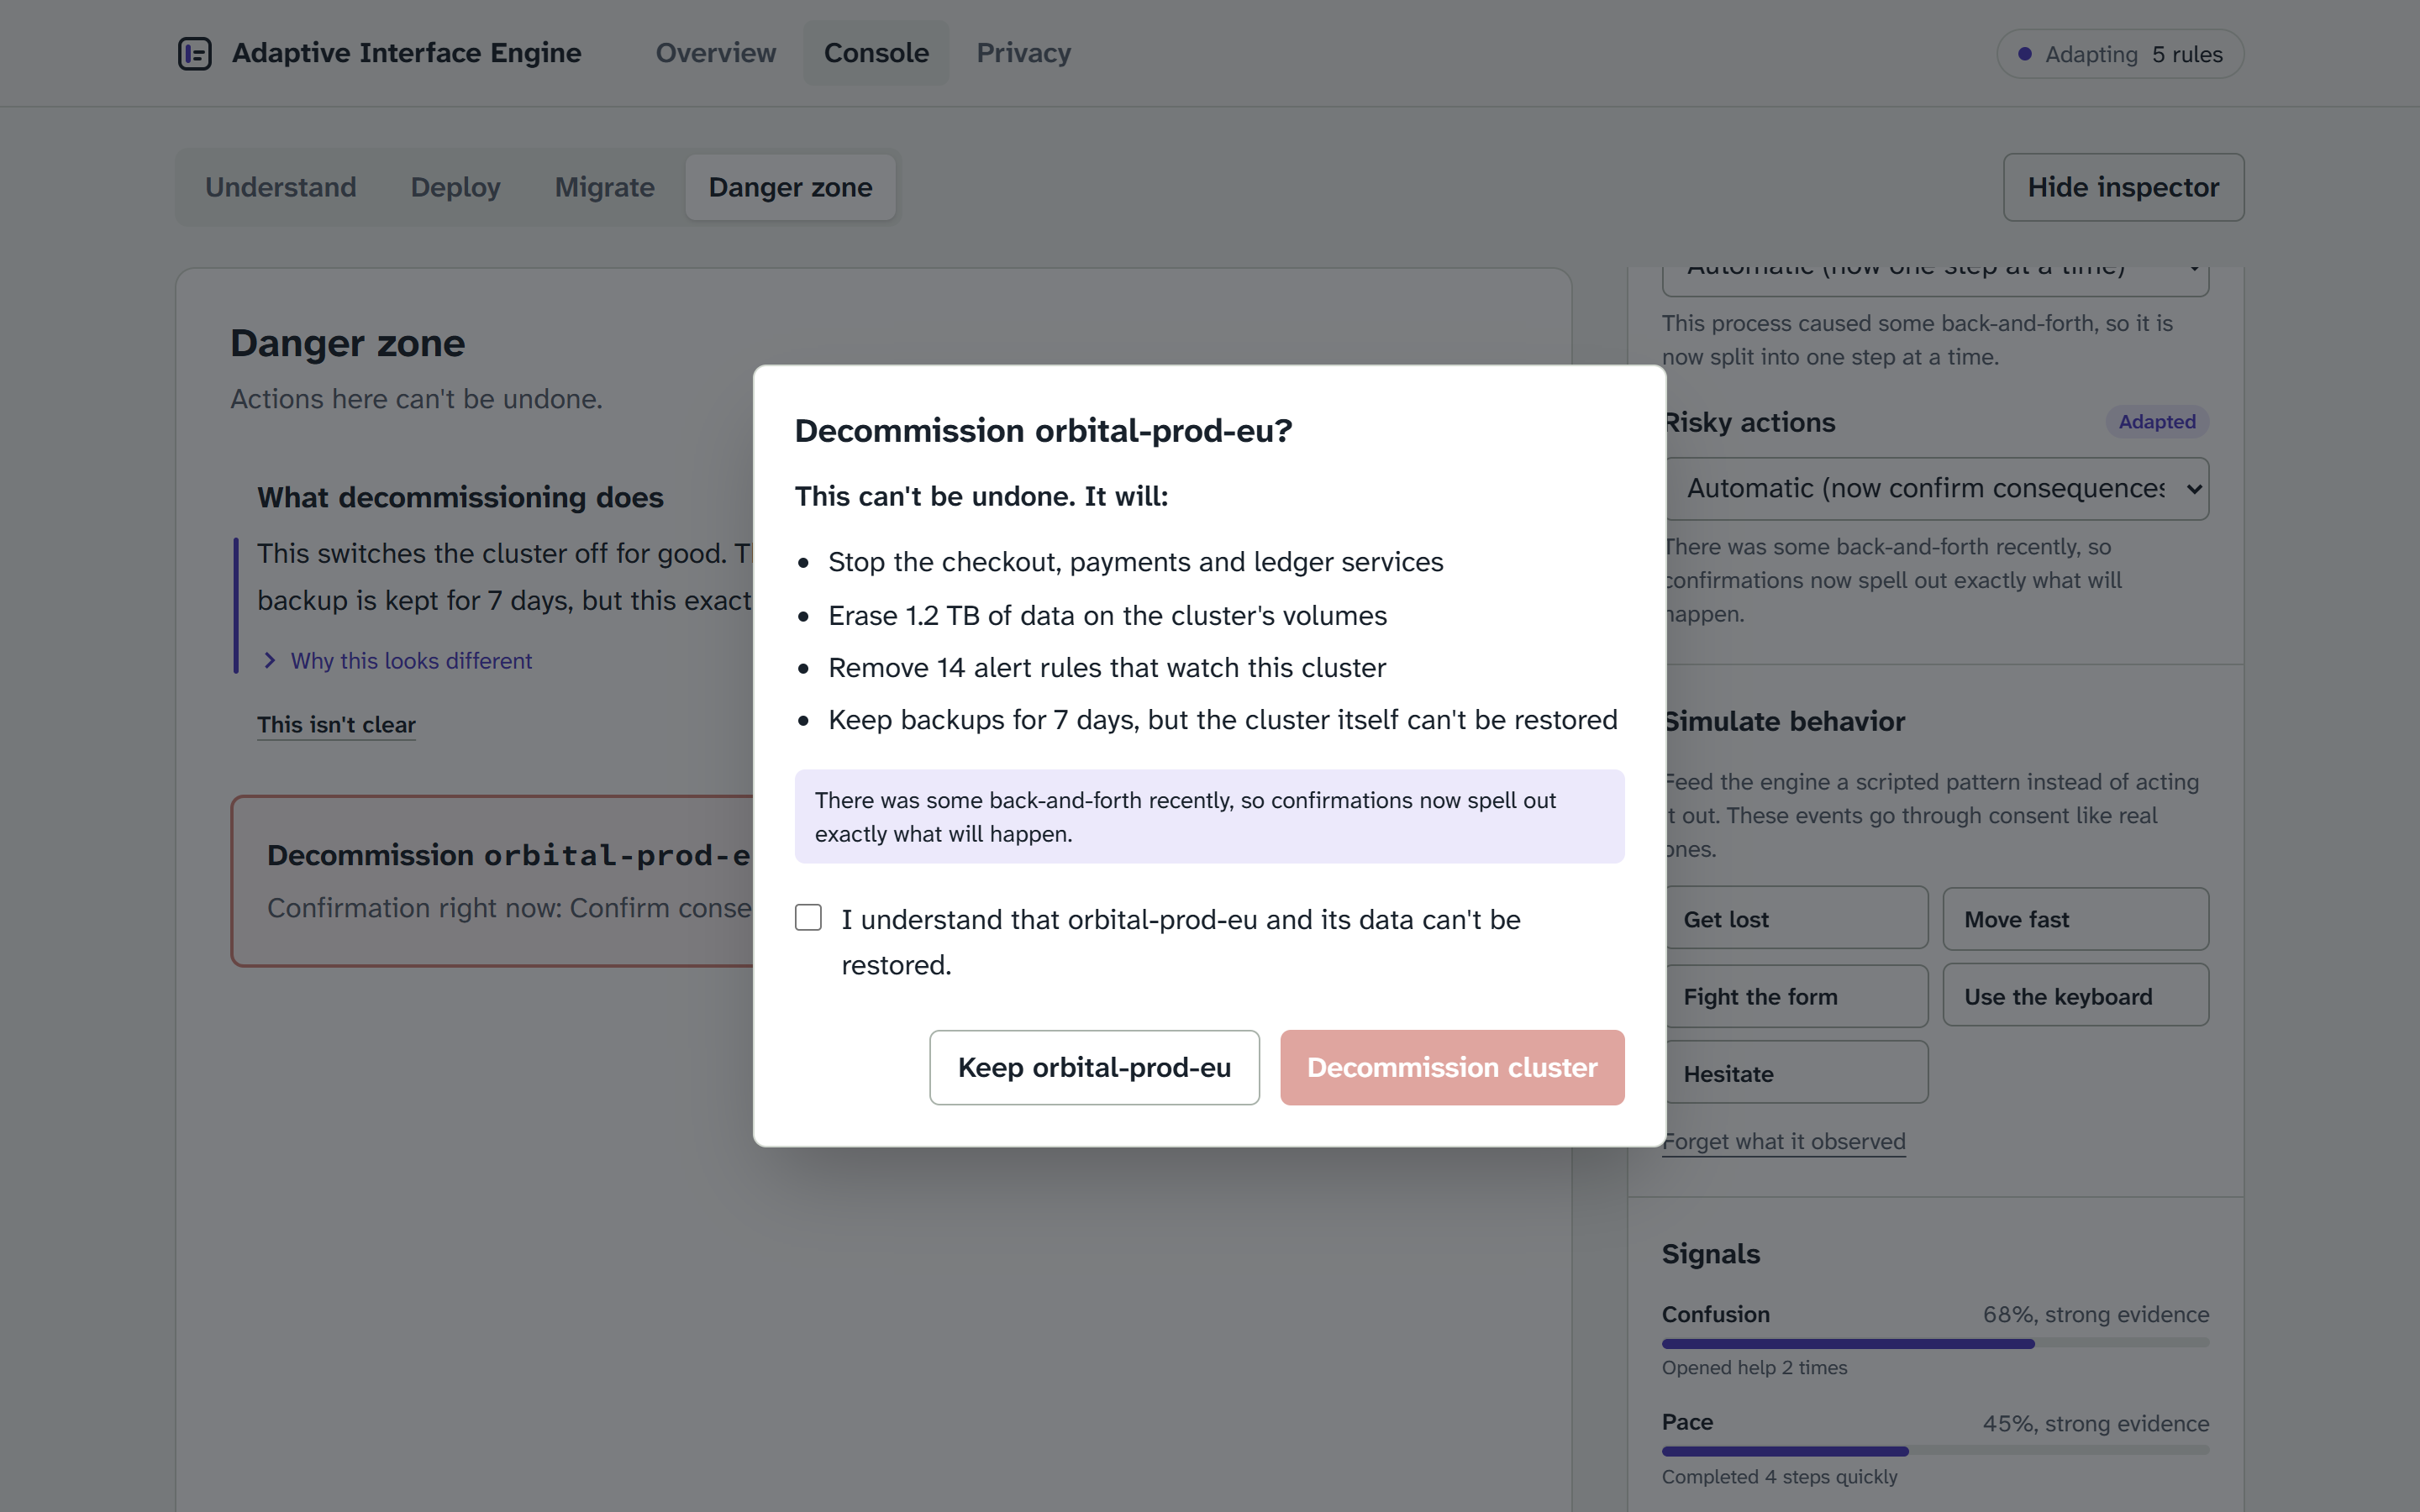 Adaptive Interface Engine
Overview
Console
Privacy
Adapting 5 rules
Understand
Deploy
Migrate
Danger zone
Hide inspector
Danger zone
Actions here can't be undone.
What decommissioning does
This switches the cluster off for good.
backup is kept for 7 days, but this exact
Why this looks different
This isn't clear
Decommission orbital-prod-e
Confirmation right now: Confirm conse
Decommission orbital-prod-eu?
This can't be undone. It will:
Stop the checkout, payments and ledger services
Erase 1.2 TB of data on the cluster's volumes
Remove 14 alert rules that watch this cluster
Keep backups for 7 days, but the cluster itself can't be restored
There was some back-and-forth recently, so confirmations now spell out
exactly what will happen.
I understand that orbital-prod-eu and its data can't be
restored.
Keep orbital-prod-eu
Decommission cluster
Automatic (now one step at a time)
This process caused some back-and-forth, so it is
now split into one step at a time.
Risky actions
Adapted
Automatic (now confirm consequences
There was some back-and-forth recently, so
confirmations now spell out exactly what will
happen.
Simulate behavior
Feed the engine a scripted pattern instead of acting
it out. These events go through consent like real
ones.
Get lost
Move fast
Fight the form
Use the keyboard
Hesitate
Forget what it observed
Signals
Confusion
68%, strong evidence
Opened help 2 times
Pace
45%, strong evidence
Completed 4 steps quickly